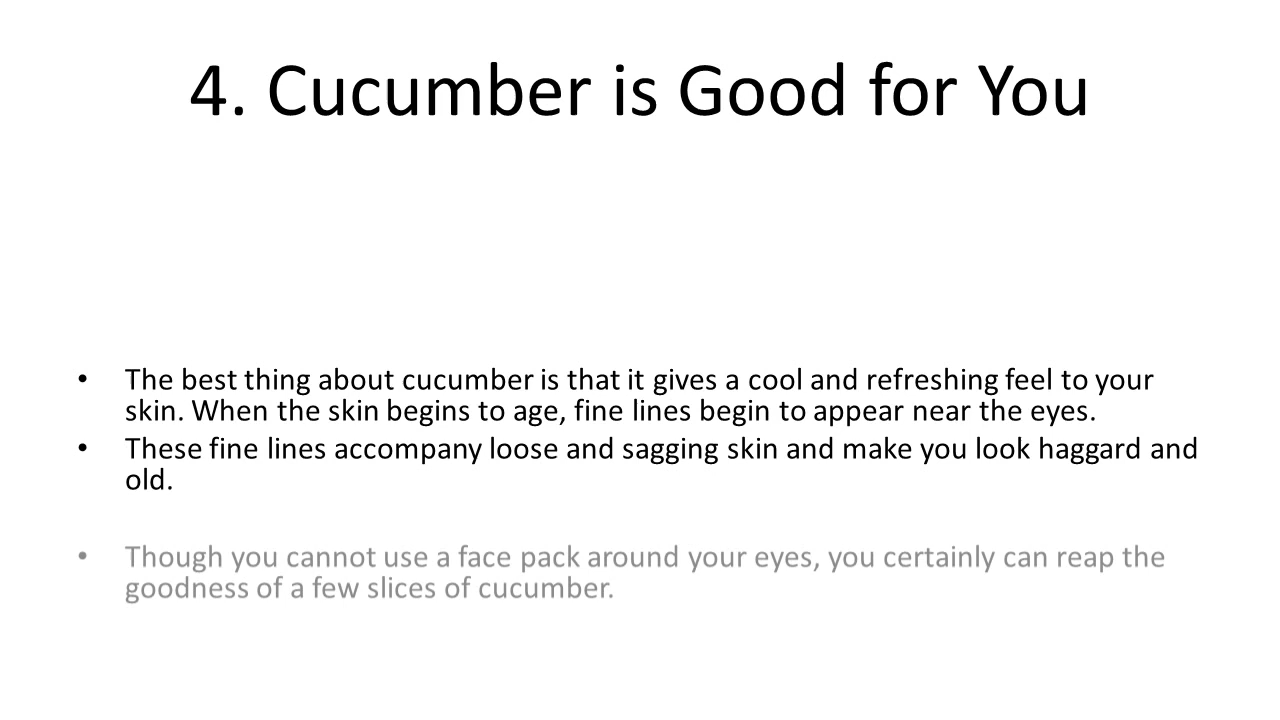 4. Cucumber is Good for You
• The best thing about cucumber is that it gives a cool and refreshing feel to your
skin. When the skin begins to age, fine lines begin to appear near the eyes.
• These fine lines accompany loose and sagging skin and make you look haggard and
old.
• Though you cannot use a face pack around your eyes, you certainly can reap the
goodness of a few slices of cucumber.